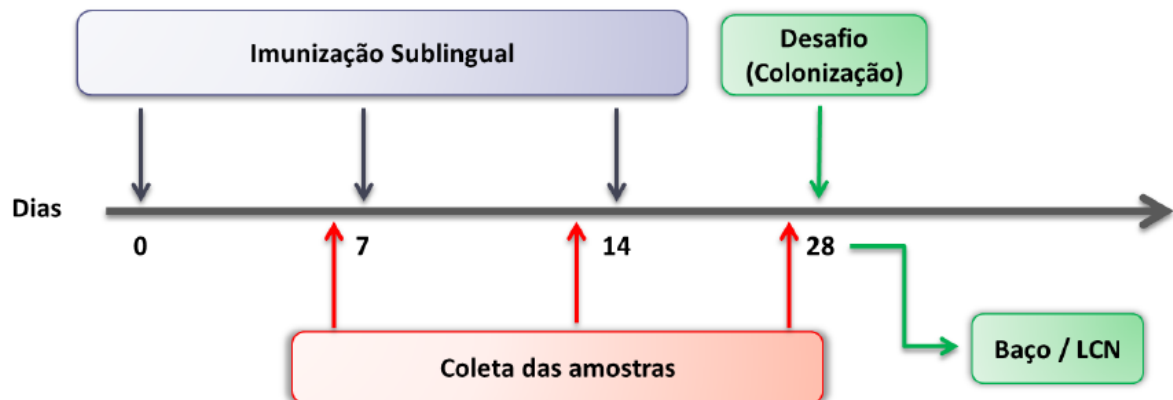 Imunização Sublingual
Desafio
(Colonização)
Dias
0
7
14
28
Coleta das amostras
Baço / LCN